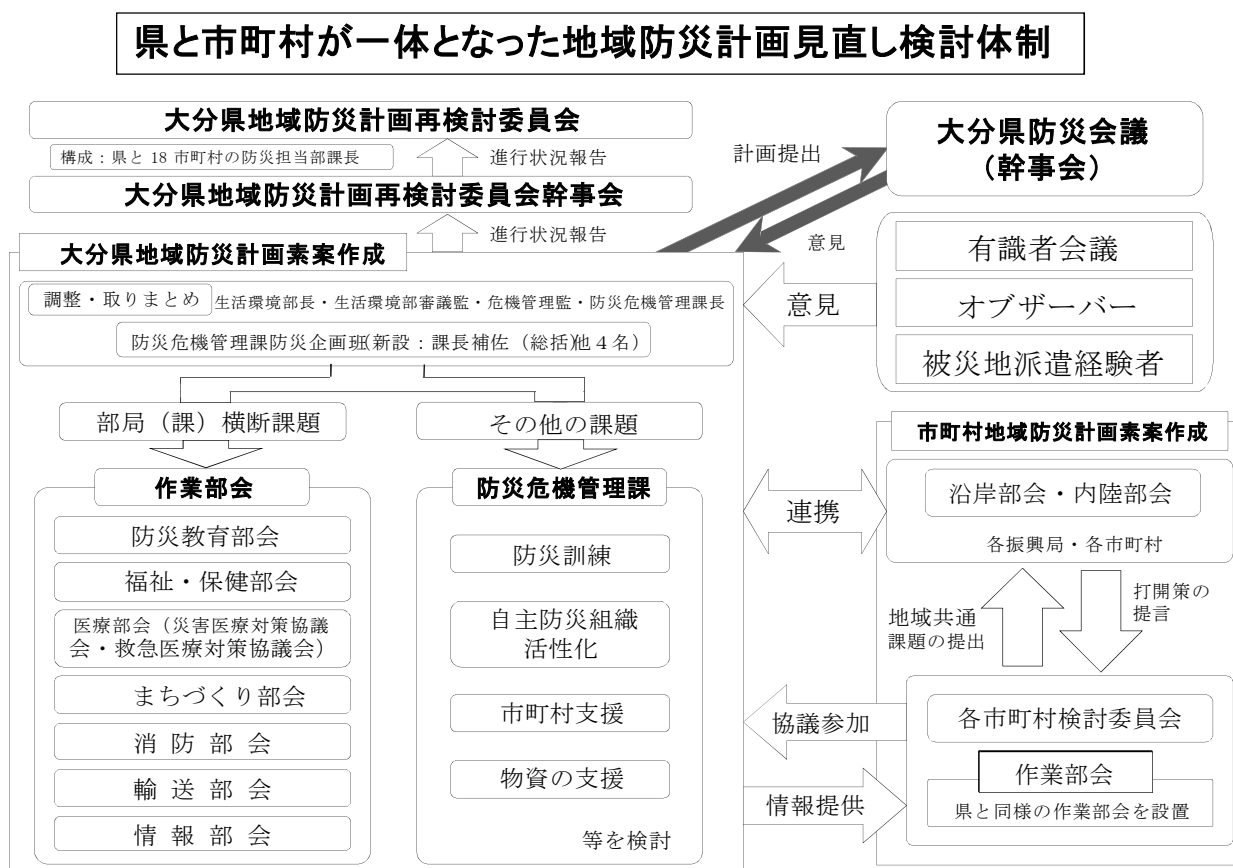 県と市町村が一体となった地域防災計画見直し検討体制
大分県地域防災計画再検討委員会
構成：県と 18 市町村の防災担当部課長
進行状況報告
大分県地域防災計画再検討委員会幹事会
進行状況報告
大分県地域防災計画素案作成
調整・取りまとめ
生活環境部長・生活環境部審議監・危機管理監・防災危機管理課長
防災危機管理課防災企画班(新設：課長補佐（総括)他４名）
部局（課）横断課題
作業部会
防災教育部会
福祉・保健部会
医療部会（災害医療対策協議
会・救急医療対策協議会）
まちづくり部会
消 防 部 会
輸 送 部 会
情 報 部 会
その他の課題
防災危機管理課
防災訓練
自主防災組織
活性化
市町村支援
物資の支援
等を検討
計画提出
意見
大分県防災会議
（幹事会）
意見
有識者会議
オブザーバー
被災地派遣経験者
連携
協議参加
情報提供
市町村地域防災計画素案作成
沿岸部会・内陸部会
各振興局・各市町村
地域共通
課題の提出
打開策の
提言
各市町村検討委員会
作業部会
県と同様の作業部会を設置